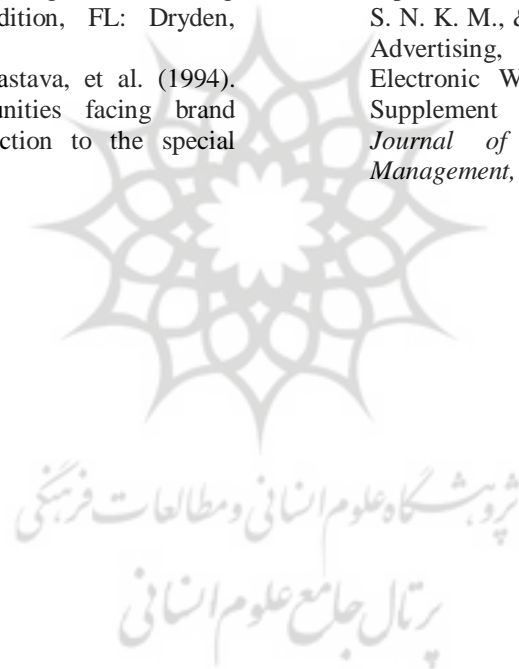 dition, FL: Dryden,
astava, et al. (1994).
unities facing brand
ction to the special
S. N. K. M., &
Advertising,
Electronic W
Supplement
Journal of
Management,
پژوهشگاه علوم انسانی و مطالعات فرهنگی
پرتال جامع علوم انسانی